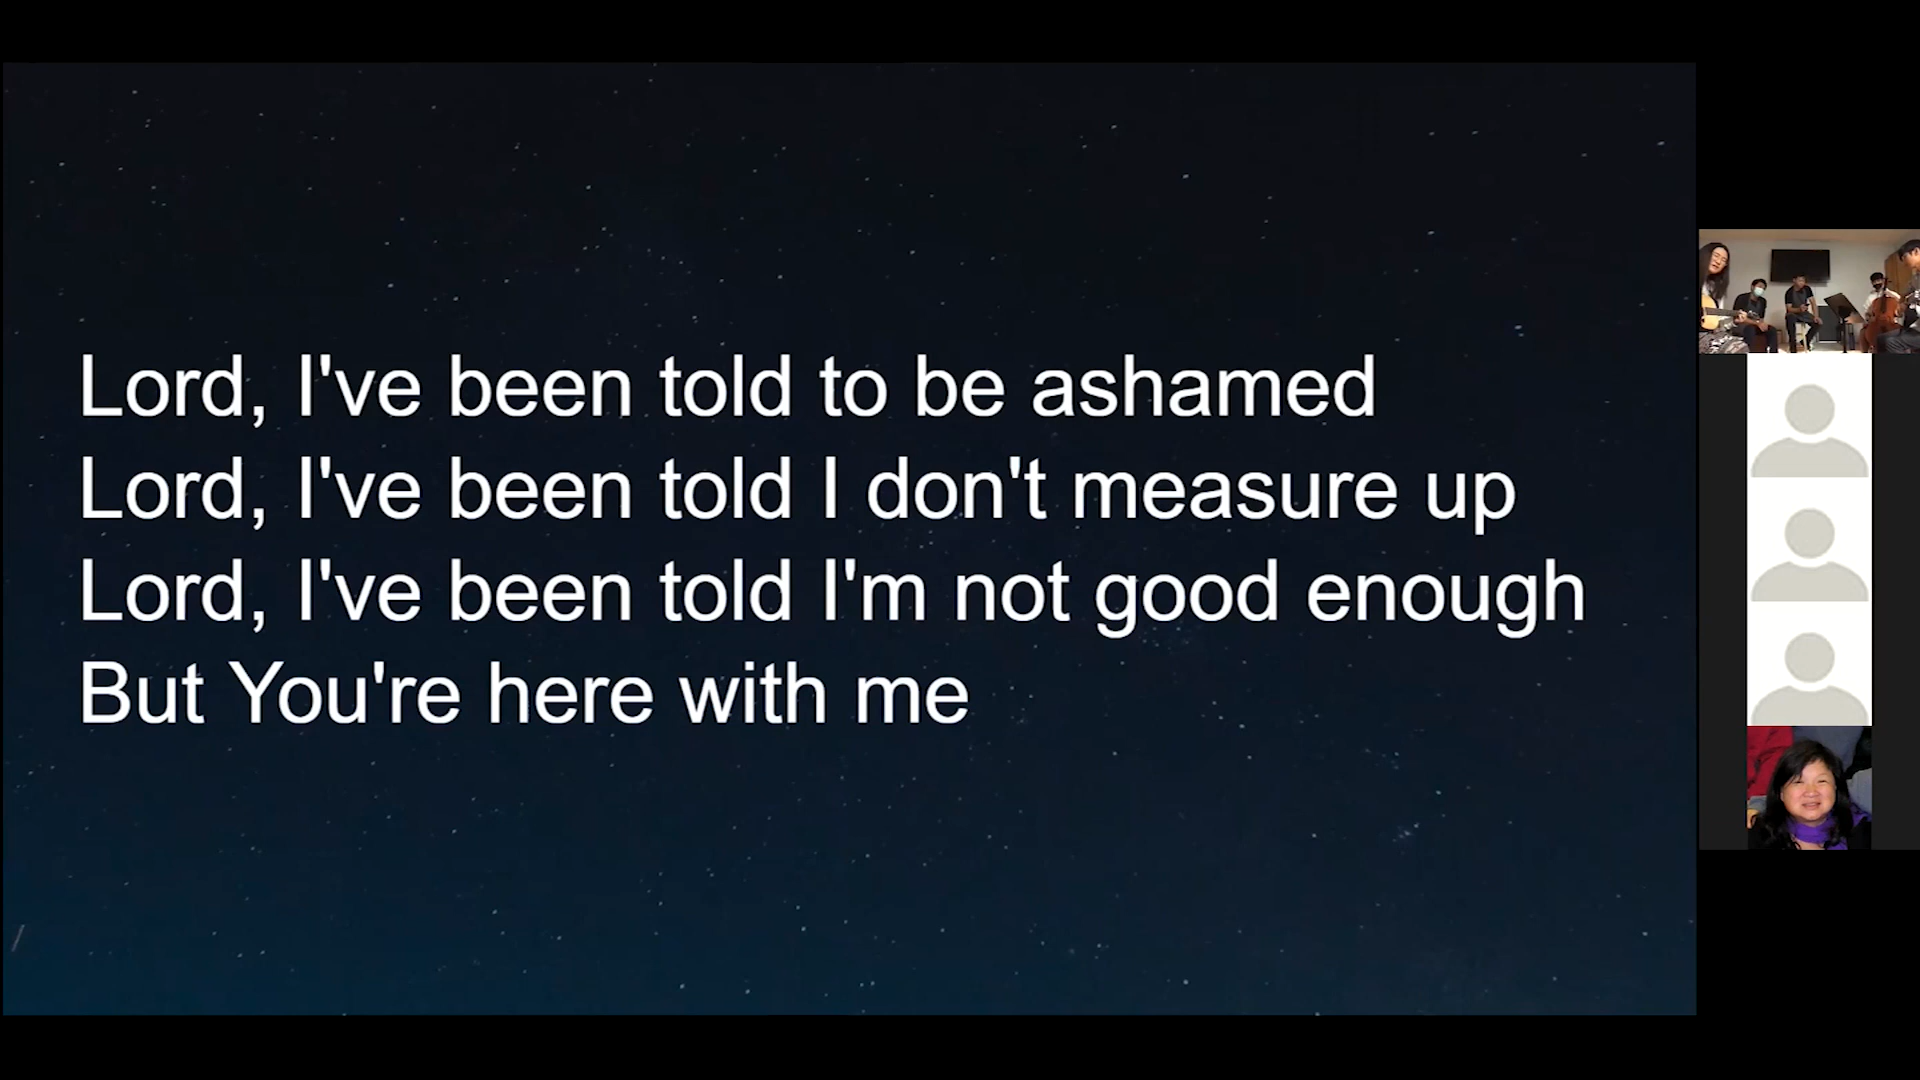 Lord, I've been told to be ashamed
Lord, I've been told I don't measure up
Lord, I've been told I'm not good enough
But You're here with me